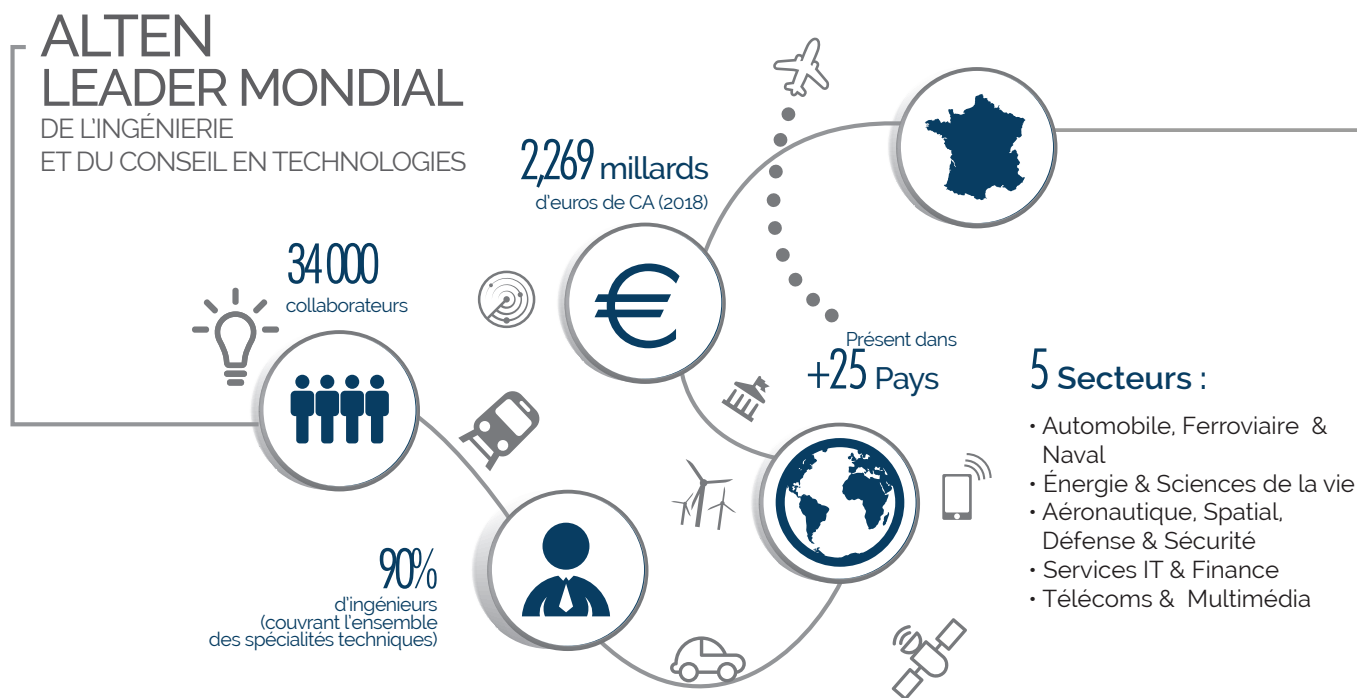 ALTEN
LEADER MONDIAL
DE L'INGÉNIERIE
ET DU CONSEIL EN TECHNOLOGIES
2,269 millards
d'euros de CA (2018)
34 000
collaborateurs
Présent dans
+25 Pays
90%
d'ingénieurs
(couvrant l'ensemble
des spécialités techniques)
5 Secteurs :
• Automobile, Ferroviaire &
Naval
• Énergie & Sciences de la vie
• Aéronautique, Spatial,
Défense & Sécurité
• Services IT & Finance
• Télécoms & Multimédia